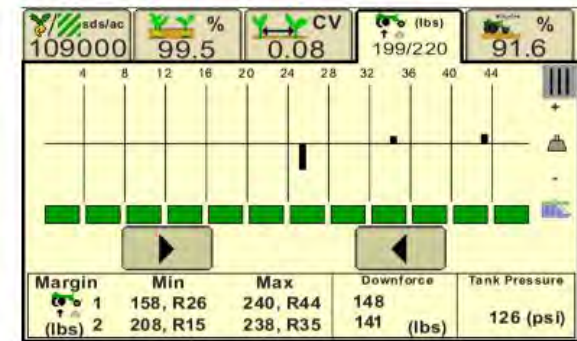 sds/ac % CV (lbs) %
109000 99.5 0.08 199/220 91.6
4 8 12 16 20 24 28 32 36 40 44
+
-
Margin Min Max Downforce Tank Pressure
1 158, R26 240, R44 148
(lbs) 2 208, R15 238, R35 141 (lbs) 126 (psi)